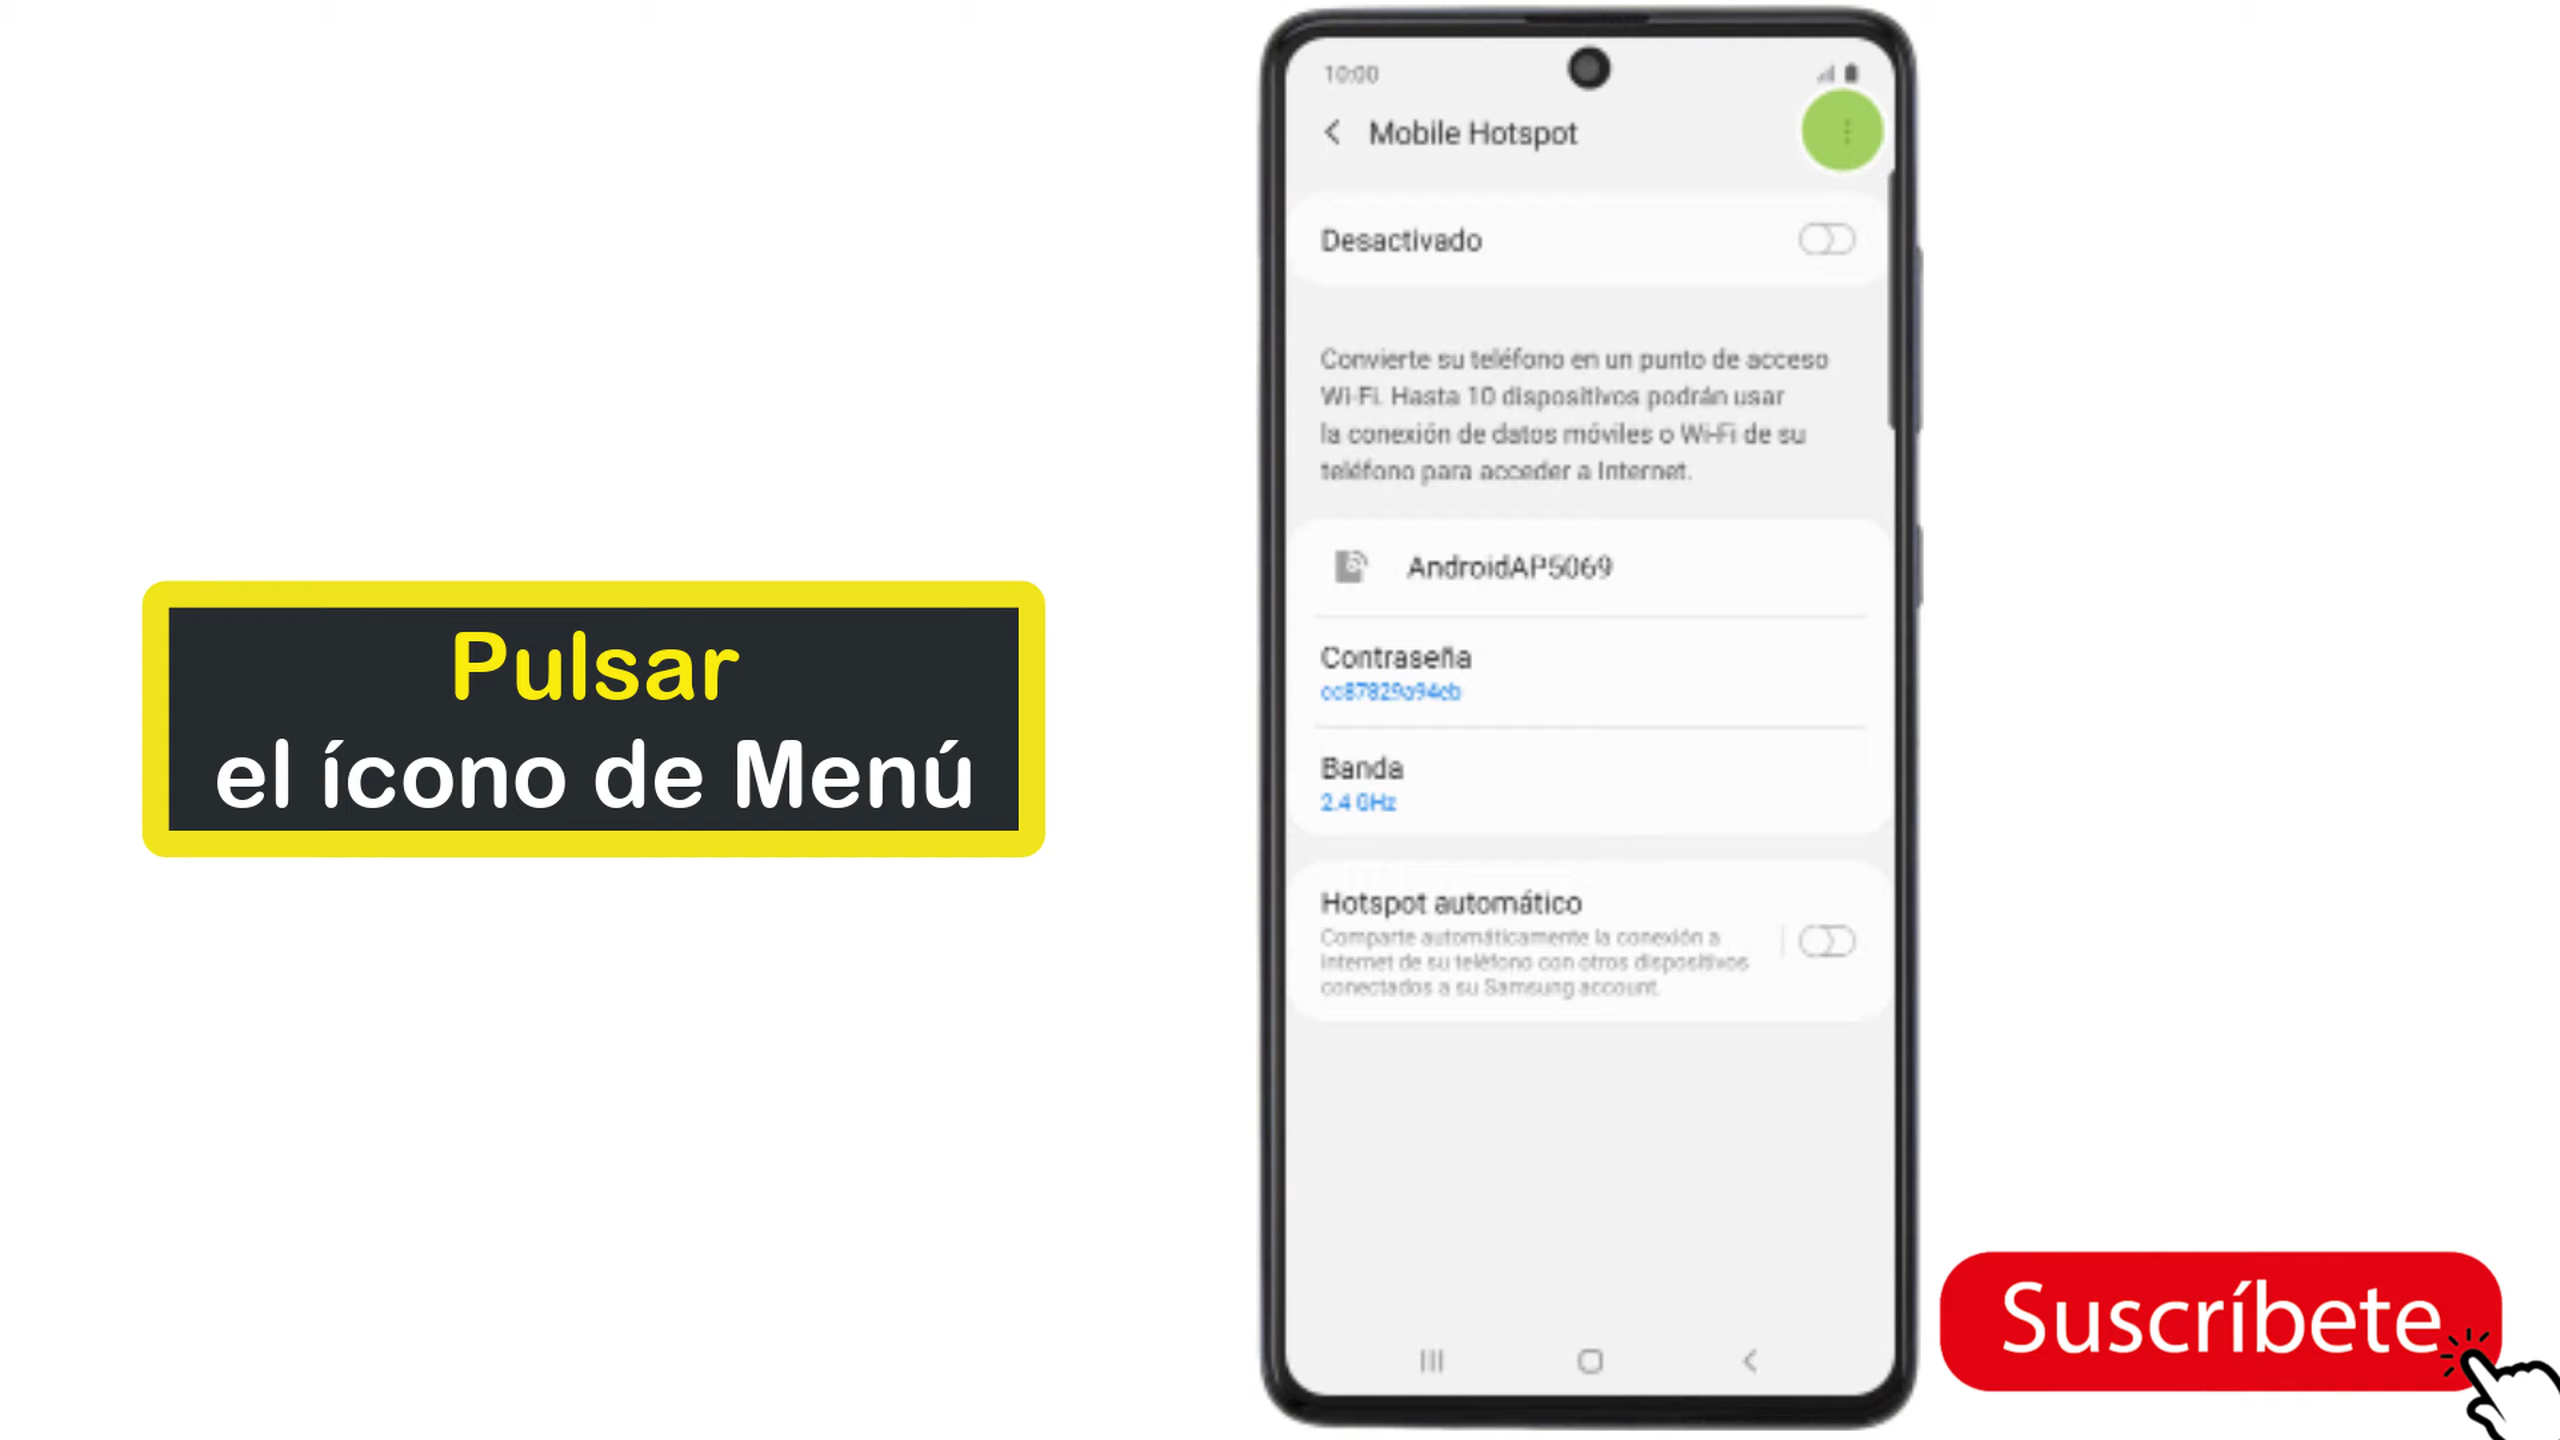 Pulsar
el ícono de Menú
10:00
Mobile Hotspot
Desactivado
Convierte su teléfono en un punto de acceso
Wi-Fi. Hasta 10 dispositivos podrán usar
la conexión de datos móviles o Wi-Fi de su
teléfono para acceder a Internet.
AndroidAP5069
Contraseña
cc87829a94eb
Banda
2.4 GHz
Hotspot automático
Comparte automáticamente la conexión a
Internet de su teléfono con otros dispositivos
conectados a su Samsung account.
Suscríbete